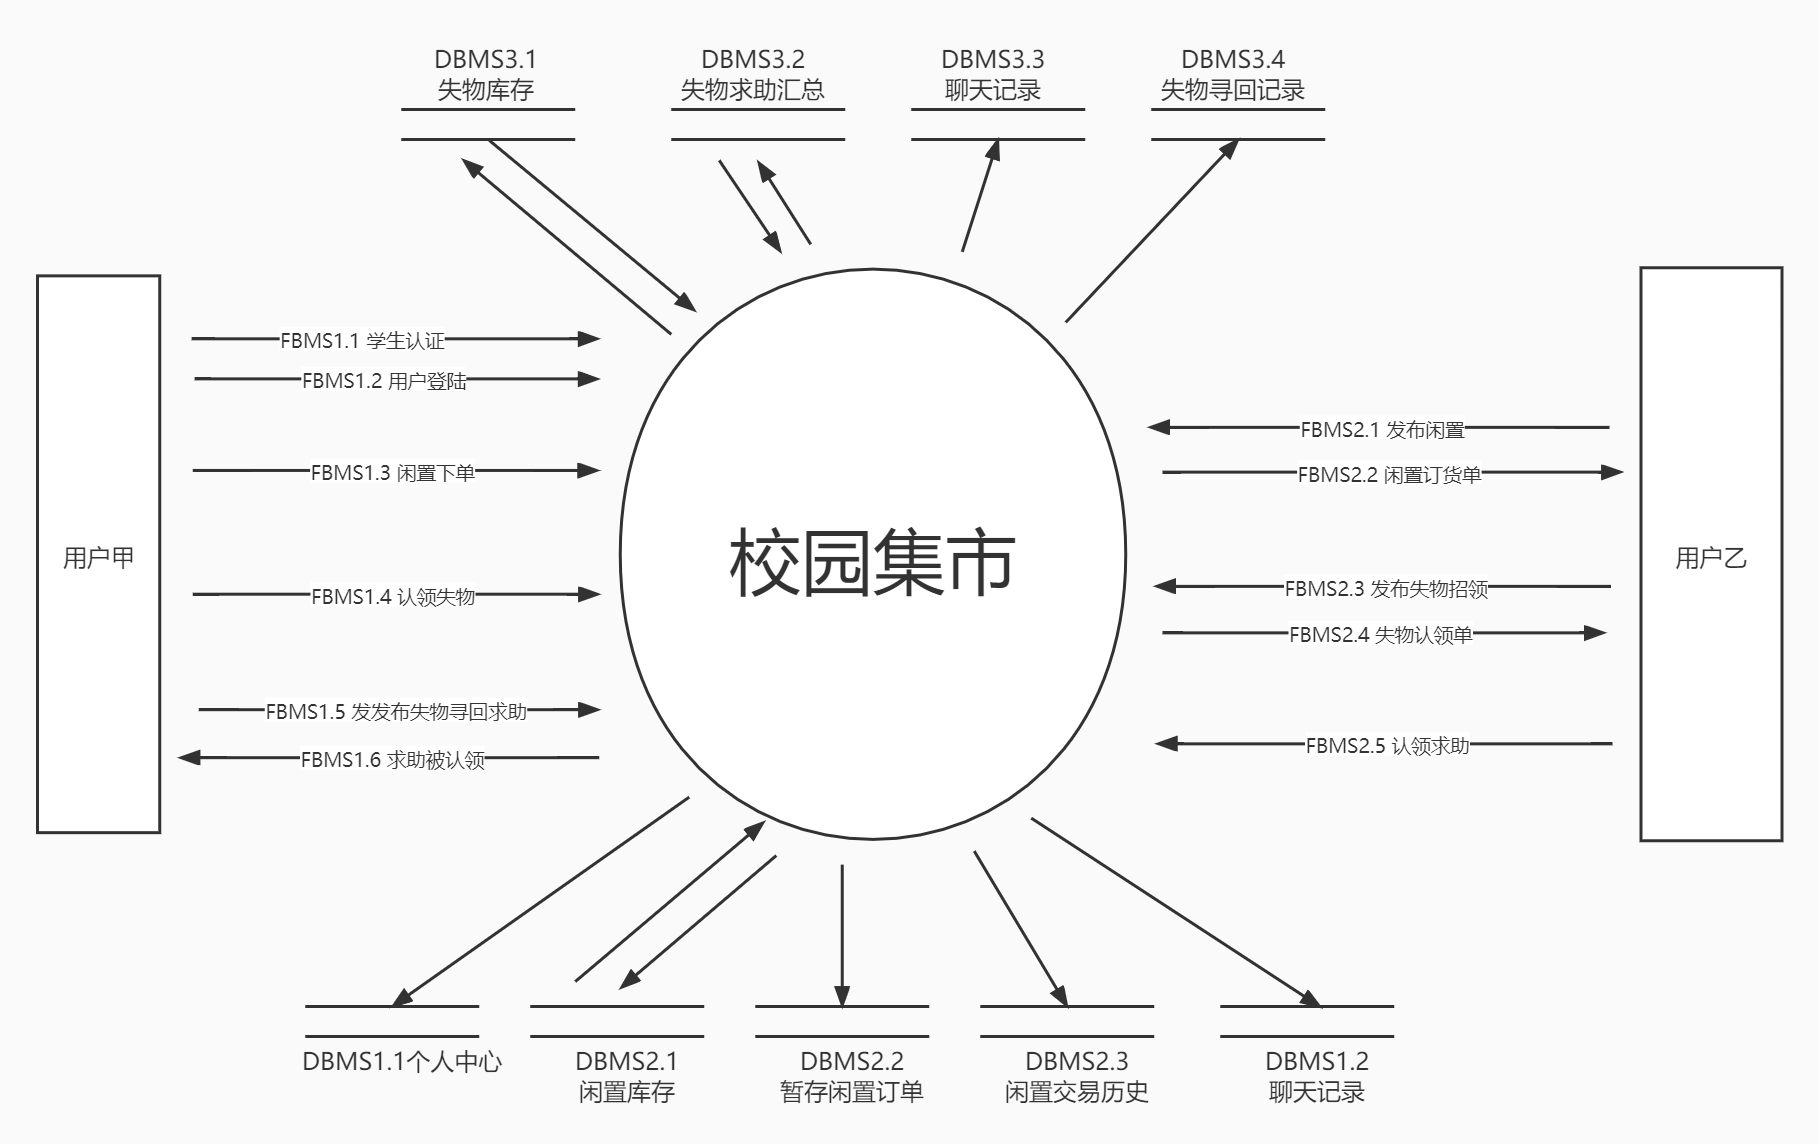 DBMS3.1
失物库存
DBMS3.2
失物求助汇总
DBMS3.3
聊天记录
DBMS3.4
失物寻回记录
用户甲
FBMS1.1 学生认证
FBMS1.2 用户登陆
FBMS1.3 闲置下单
FBMS1.4 认领失物
FBMS1.5 发发布失物寻回求助
FBMS1.6 求助被认领
校园集市
FBMS2.1 发布闲置
FBMS2.2 闲置订货单
FBMS2.3 发布失物招领
FBMS2.4 失物认领单
FBMS2.5 认领求助
用户乙
DBMS1.1个人中心
DBMS2.1
闲置库存
DBMS2.2
暂存闲置订单
DBMS2.3
闲置交易历史
DBMS1.2
聊天记录